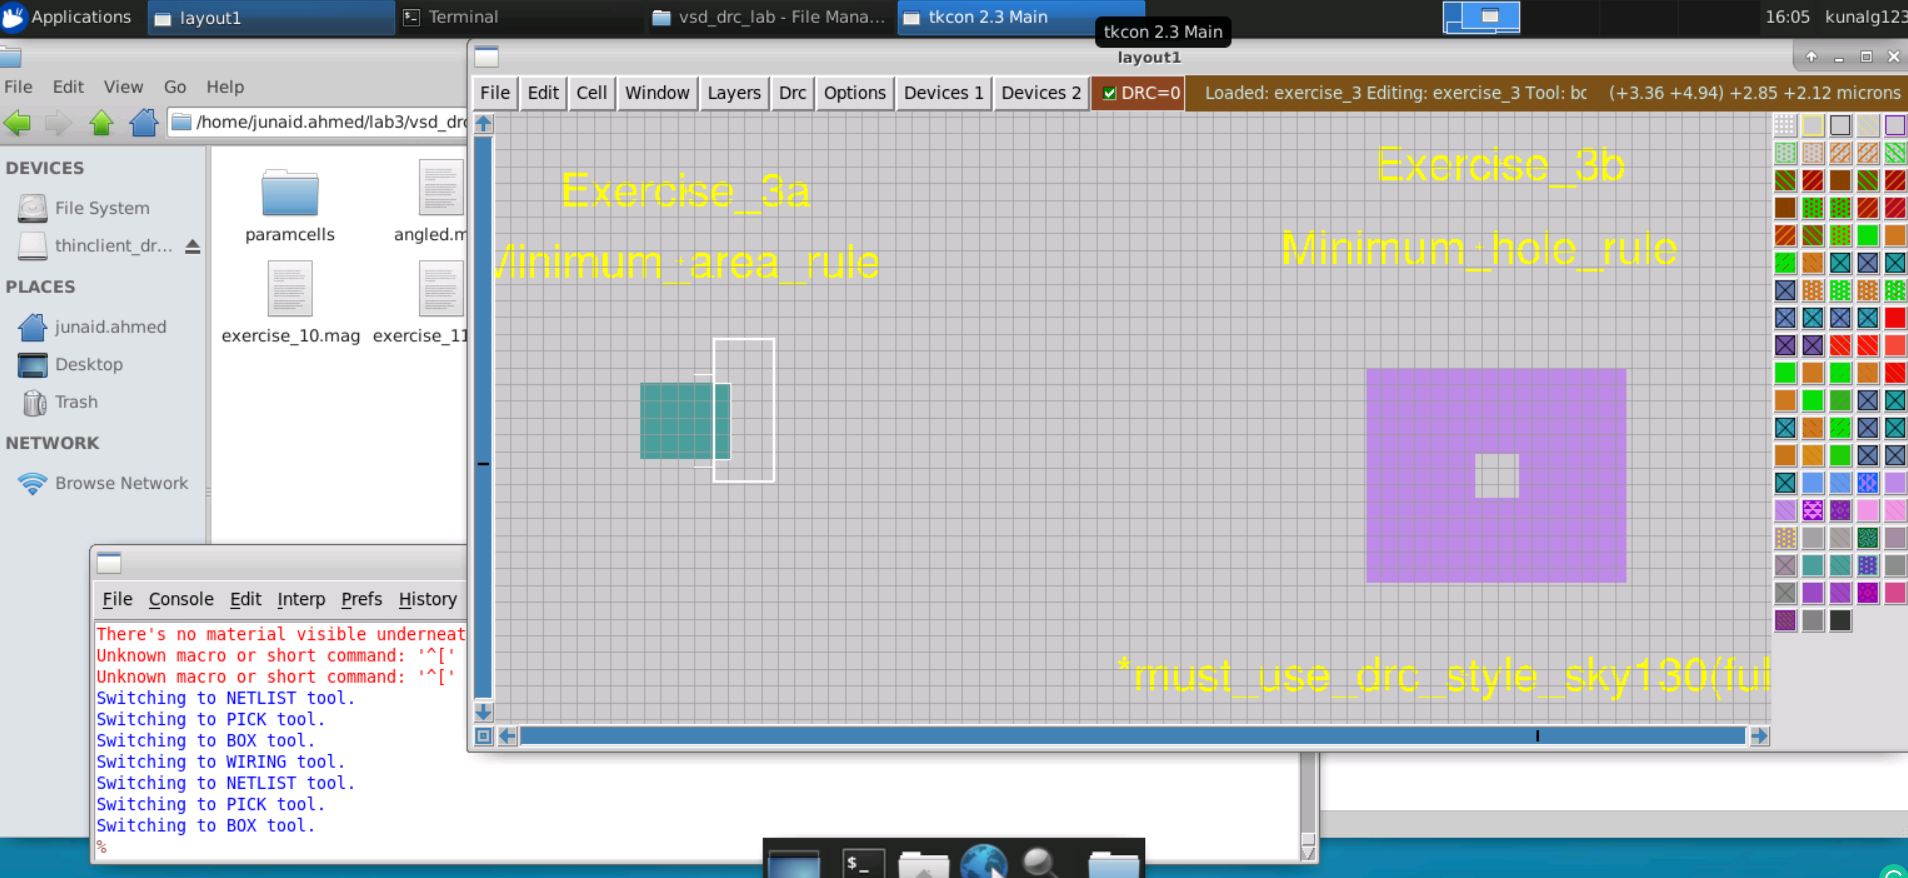 Applications
layout1
Terminal
vsd_drc_lab - File Mana...
tkcon 2.3 Main
16:05
kunalg123
tkcon 2.3 Main
layout1
File Edit View Go Help
/home/junaid.ahmed/lab3/vsd_drc
DEVICES
File System
thinclient_dr...
PLACES
junaid.ahmed
Desktop
Trash
NETWORK
Browse Network
paramcells
angled.m
exercise_10.mag
exercise_11
File Edit Cell Window Layers Drc Options Devices 1 Devices 2 DRC=0 Loaded: exercise_3 Editing: exercise_3 Tool: bc (+3.36 +4.94) +2.85 +2.12 microns
Exercise_3a
Minimum_area_rule
Exercise_3b
Minimum_hole_rule
*must_use_drc_style_sky130(ful
File Console Edit Interp Prefs History
There's no material visible underneat
Unknown macro or short command: '^['
Unknown macro or short command: '^['
Switching to NETLIST tool.
Switching to PICK tool.
Switching to BOX tool.
Switching to WIRING tool.
Switching to NETLIST tool.
Switching to PICK tool.
Switching to BOX tool.
%
$_